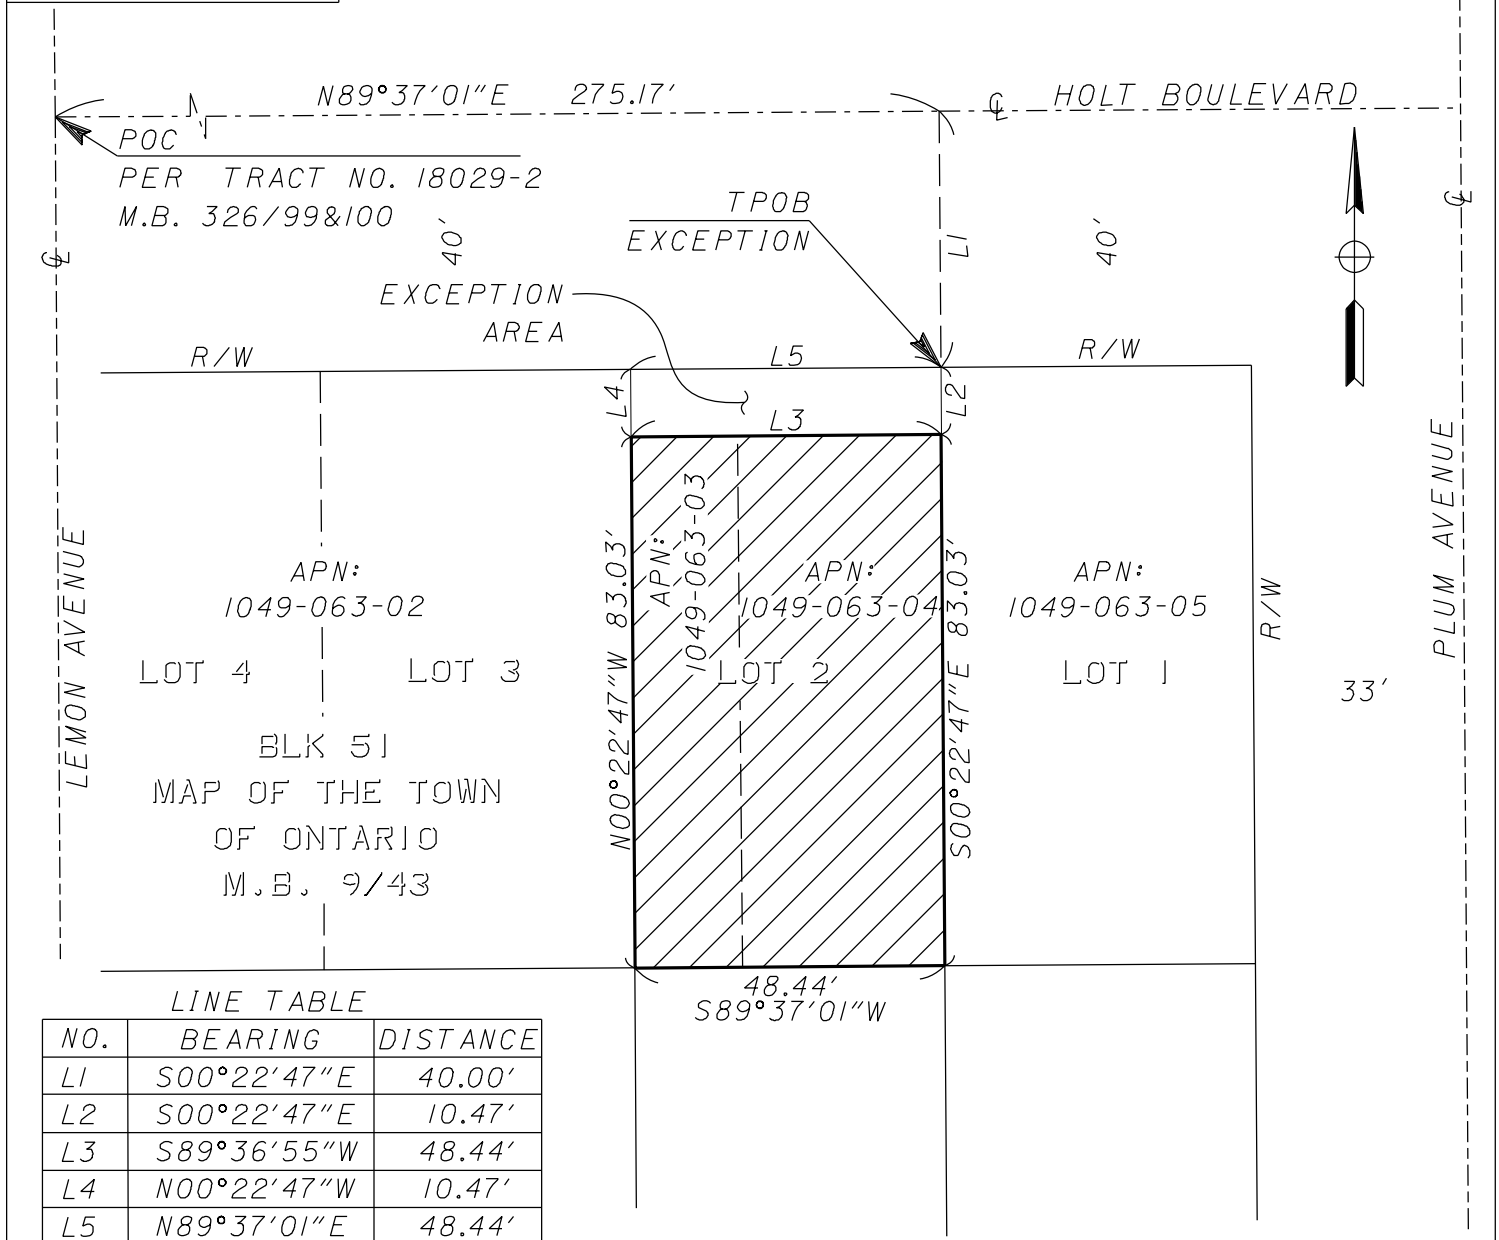 N89°37'01"E 275.17'
℄ HOLT BOULEVARD
POC
PER TRACT NO. 18029-2
M.B. 326/99&100
40'
TPOB
EXCEPTION
L1
40'
℄
℄
EXCEPTION
AREA
R/W
L5
R/W
L4
L3
L2
LEMON AVENUE
APN:
1049-063-02
LOT 4
LOT 3
BLK 51
MAP OF THE TOWN
OF ONTARIO
M.B. 9/43
N00°22'47"W 83.03'
APN:
1049-063-03
APN:
1049-063-04
LOT 2
S00°22'47"E 83.03'
APN:
1049-063-05
LOT 1
R/W
33'
PLUM AVENUE
48.44'
S89°37'01"W
LINE TABLE
NO. BEARING DISTANCE
L1 S00°22'47"E 40.00'
L2 S00°22'47"E 10.47'
L3 S89°36'55"W 48.44'
L4 N00°22'47"W 10.47'
L5 N89°37'01"E 48.44'